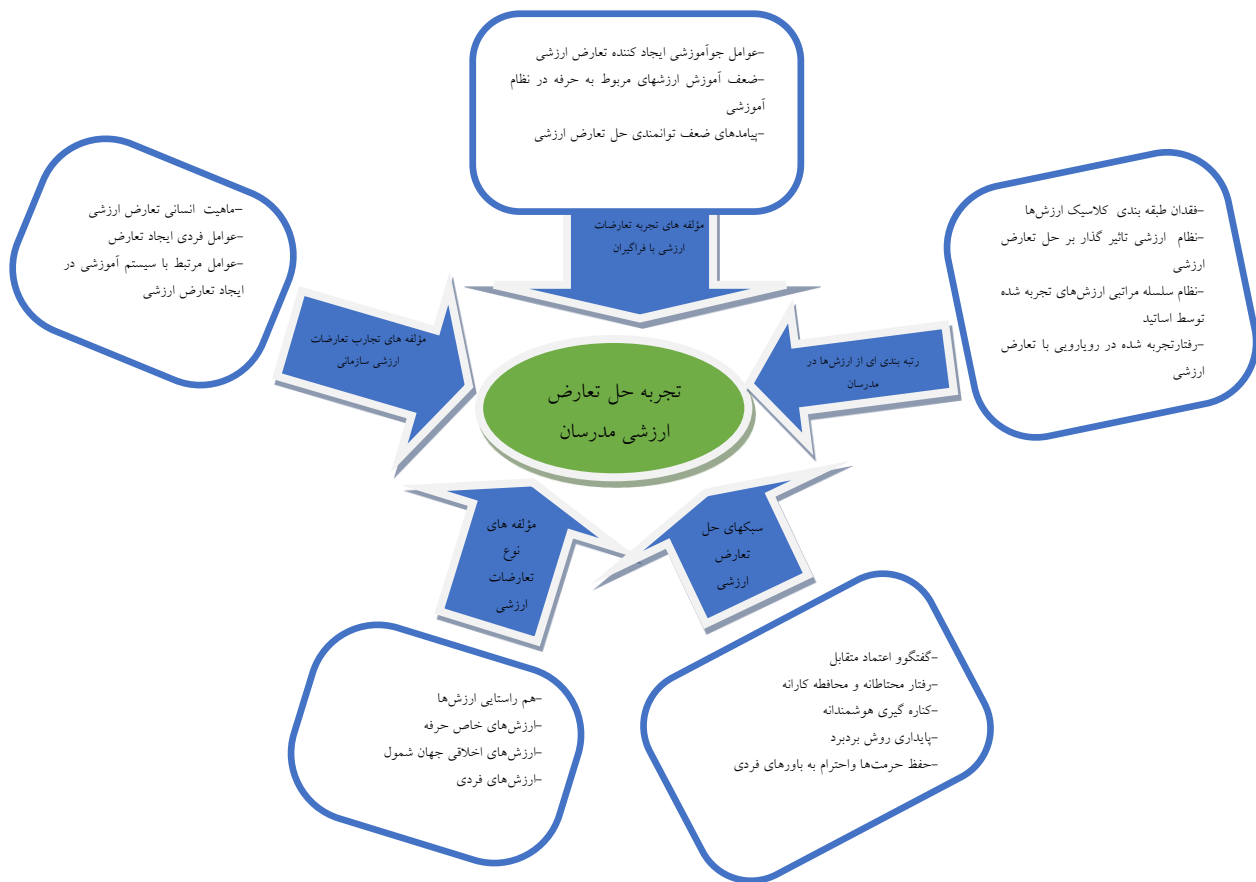 -عوامل جوآموزشی ایجاد کننده تعارض ارزشی
-ضعف آموزش ارزشهای مربوط به حرفه در نظام
آموزشی
-پیامدهای ضعف توانمندی حل تعارض ارزشی
مؤلفه های تجربه تعارضات
ارزشی با فراگیران
-فقدان طبقه بندی کلاسیک ارزش‌ها
-نظام ارزشی تاثیر گذار بر حل تعارض
ارزشی
-نظام سلسله مراتبی ارزش‌های تجربه شده
توسط اساتید
-رفتارتجربه شده در رویارویی با تعارض
ارزشی
رتبه بندی ای از ارزش‌ها در
مدرسان
-ماهیت انسانی تعارض ارزشی
-عوامل فردی ایجاد تعارض
-عوامل مرتبط با سیستم آموزشی در
ایجاد تعارض ارزشی
مؤلفه های تجارب تعارضات
ارزشی سازمانی
تجربه حل تعارض
ارزشی مدرسان
سبکهای حل
تعارض
ارزشی
-گفتگوو اعتماد متقابل
-رفتار محتاطانه و محافطه کارانه
-کناره گیری هوشمندانه
-پایداری روش بردبرد
-حفظ حرمت‌ها واحترام به باورهای فردی
مؤلفه های
نوع
تعارضات
ارزشی
-هم راستایی ارزش‌ها
-ارزش‌های خاص حرفه
-ارزش‌های اخلاقی جهان شمول
-ارزش‌های فردی